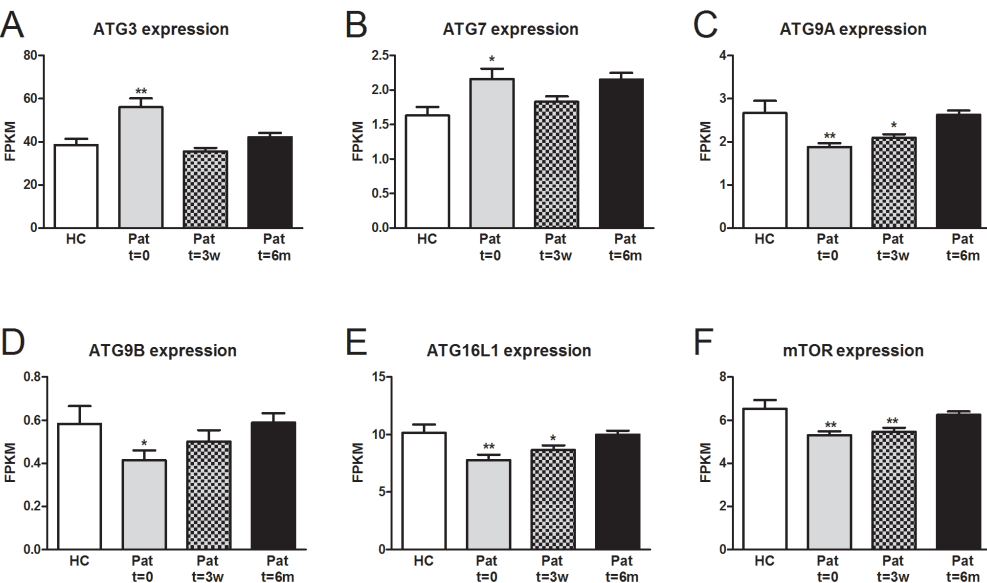 A
ATG3 expression
80
60
40
20
0
FPKM
**
HC
Pat
t=0
Pat
t=3w
Pat
t=6m
B
ATG7 expression
2.5
2.0
1.5
1.0
0.5
0.0
FPKM
*
HC
Pat
t=0
Pat
t=3w
Pat
t=6m
C
ATG9A expression
4
3
2
1
0
FPKM
**
*
HC
Pat
t=0
Pat
t=3w
Pat
t=6m
D
ATG9B expression
0.8
0.6
0.4
0.2
0.0
FPKM
*
HC
Pat
t=0
Pat
t=3w
Pat
t=6m
E
ATG16L1 expression
15
10
5
0
FPKM
**
*
HC
Pat
t=0
Pat
t=3w
Pat
t=6m
F
mTOR expression
8
6
4
2
0
FPKM
**
**
HC
Pat
t=0
Pat
t=3w
Pat
t=6m